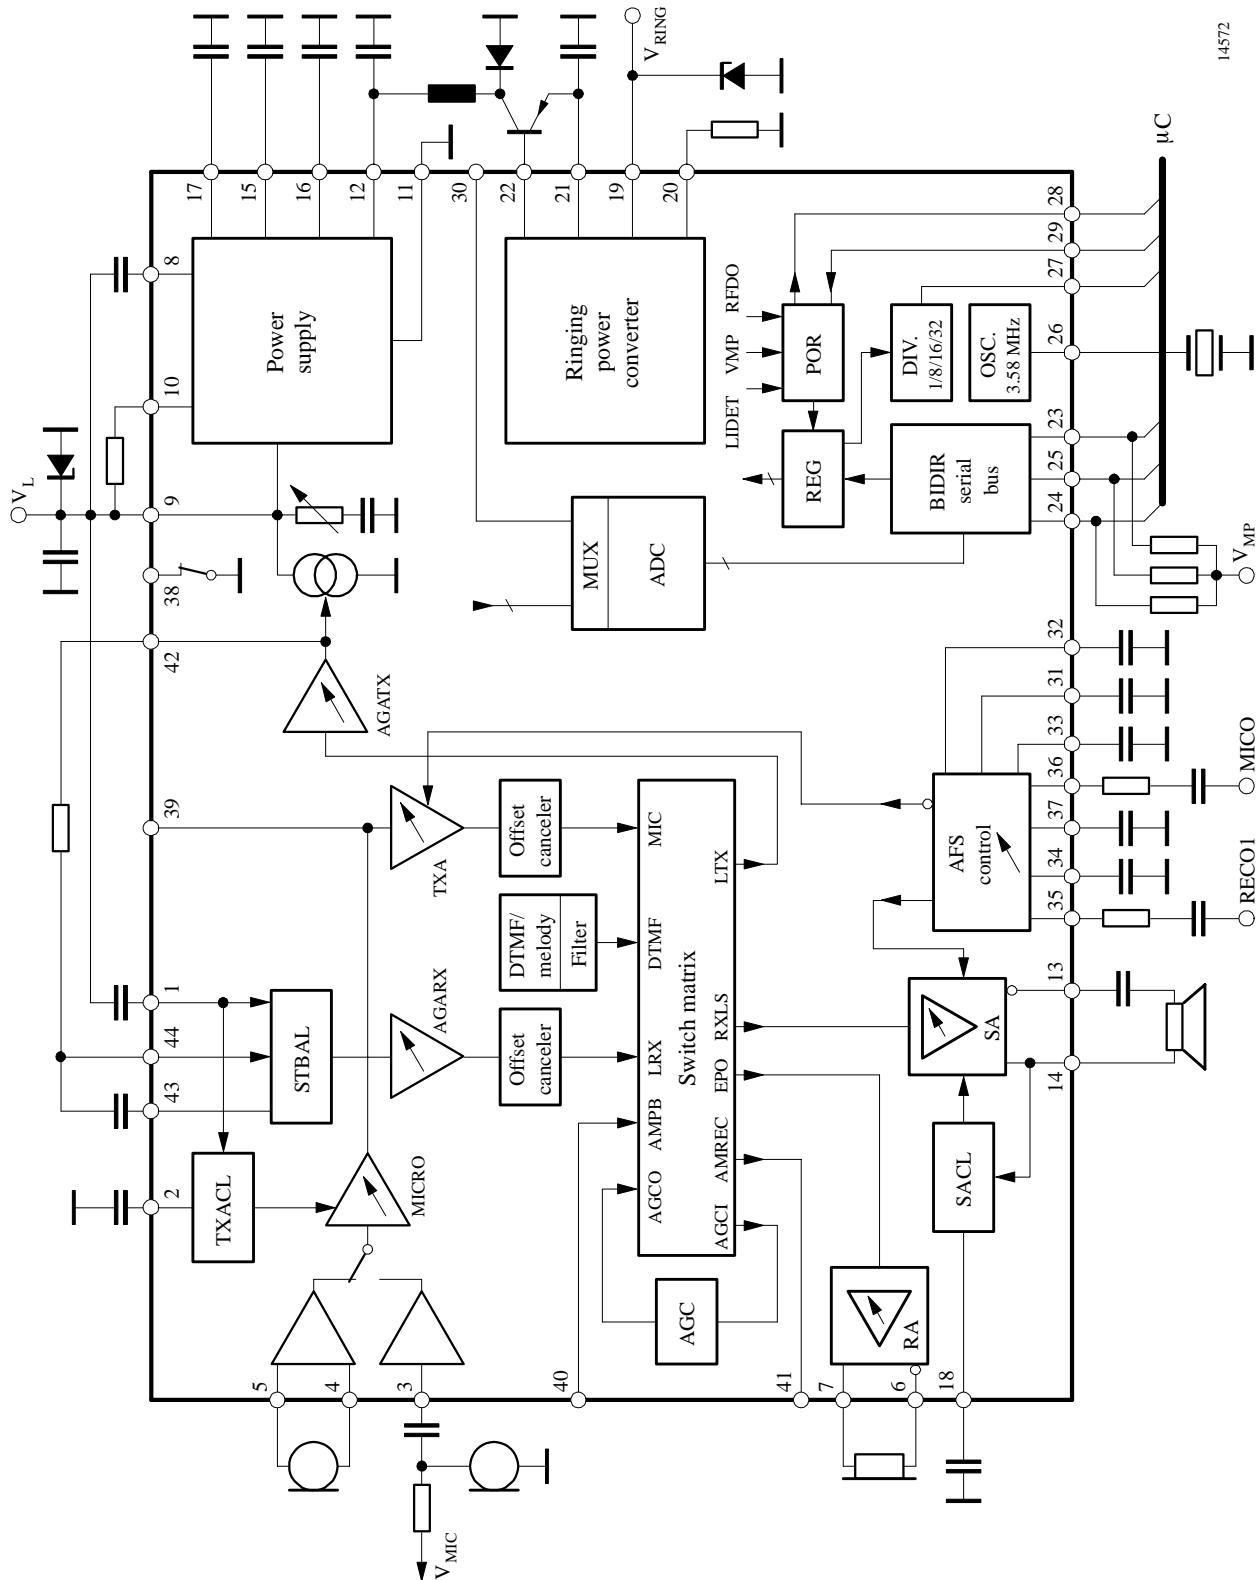 14572
V_RING
17
15
16
12
11
30
22
21
19
20
8
10
V_L
9
38
42
39
1
44
43
2
5
4
3
V_MIC
40
41
7
6
18
14
13
35
34
37
36
33
31
32
RECO1
MICO
V_MP
24
25
23
26
27
29
28
µC
Power
supply
Ringing
power
converter
LIDET
VMP
RFDO
POR
REG
DIV.
1/8/16/32
OSC.
3.58 MHz
BIDIR
serial
bus
MUX
ADC
AGATX
TXA
Offset
canceler
DTMF/
melody
Filter
AGARX
Offset
canceler
STBAL
TXACL
MICRO
AGCO
AMPB
LRX
DTMF
MIC
Switch matrix
AGCI
AMREC
EPO
RXLS
LTX
AGC
RA
SACL
SA
AFS
control